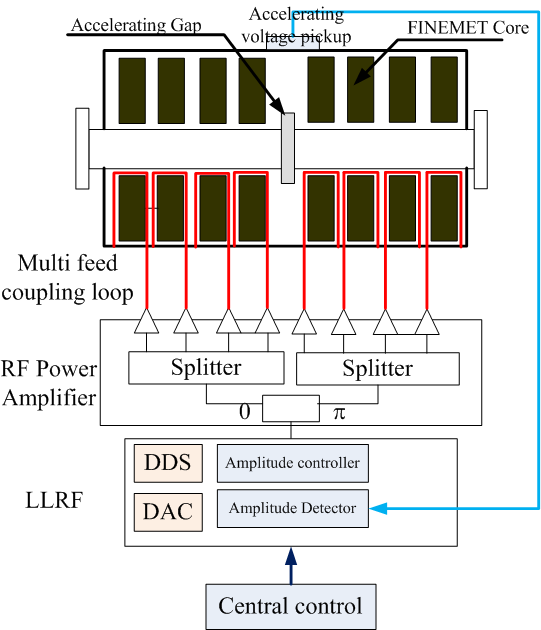 Accelerating Gap
Accelerating
voltage pickup
FINEMET Core
Multi feed
coupling loop
RF Power
Amplifier
Splitter
Splitter
0
π
LLRF
DDS
Amplitude controller
DAC
Amplitude Detector
Central control